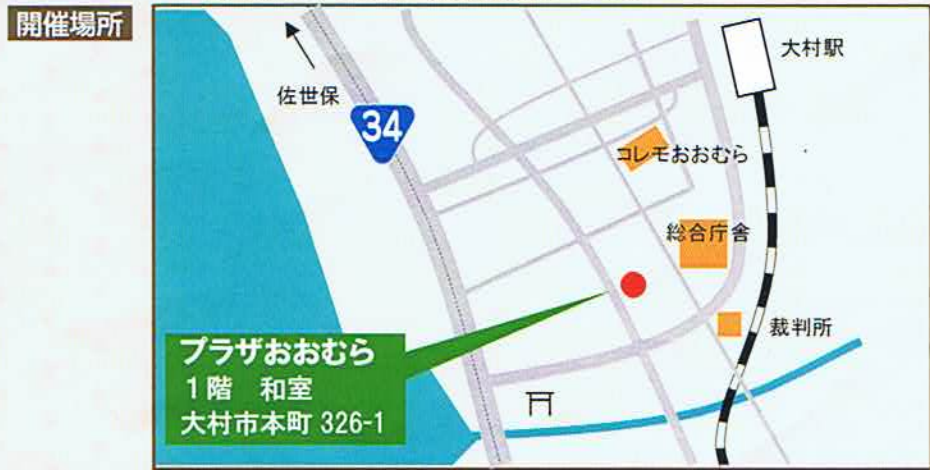 開催場所
大村駅
佐世保
34
コレモおおむら
総合庁舎
裁判所
プラザおおむら
1階 和室
大村市本町 326-1